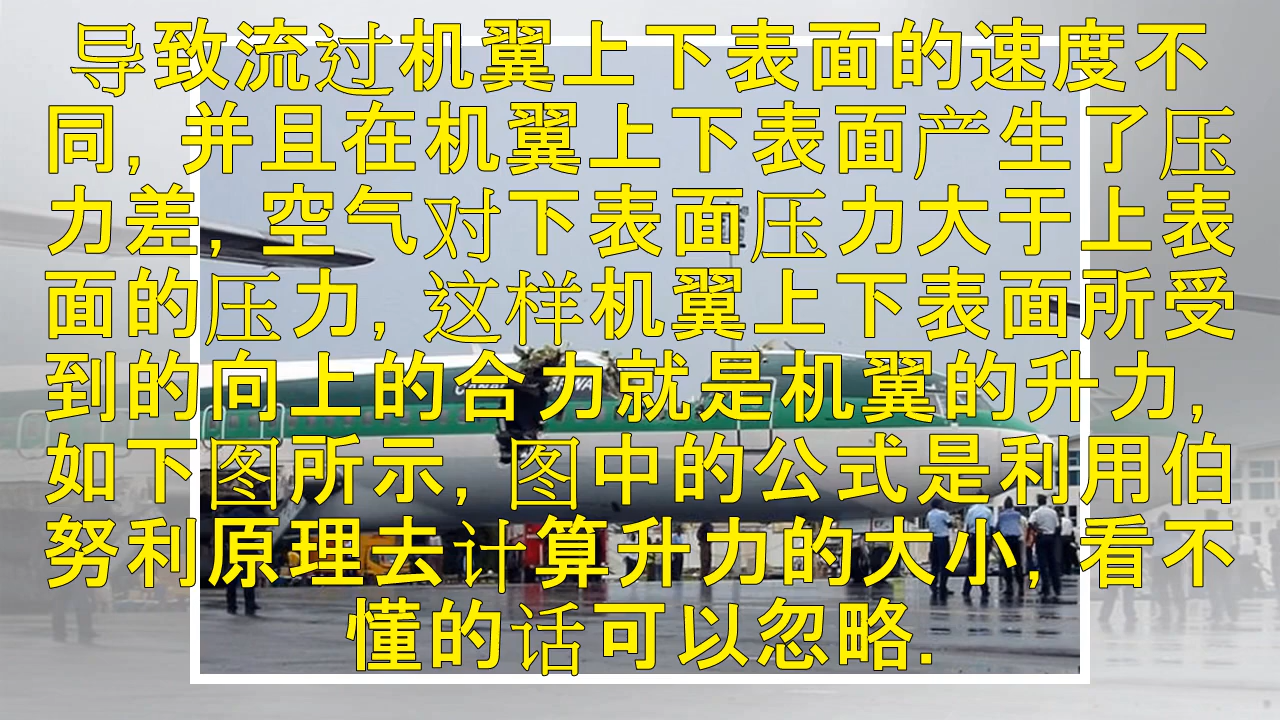 导致流过机翼上下表面的速度不
同, 并且在机翼上下表面产生了压
力差, 空气对下表面压力大于上表
面的压力, 这样机翼上下表面所受
到的向上的合力就是机翼的升力,
如下图所示, 图中的公式是利用伯
努利原理去计算升力的大小, 看不
懂的话可以忽略.